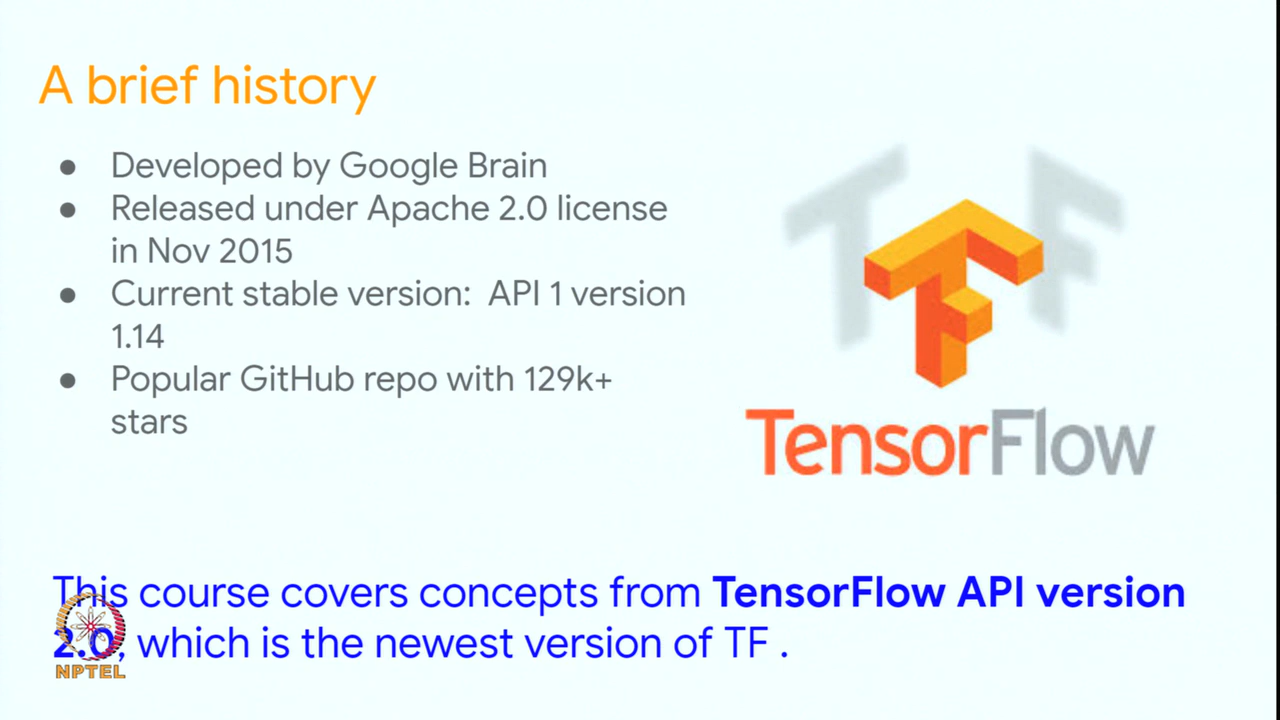 A brief history
● Developed by Google Brain
● Released under Apache 2.0 license
in Nov 2015
● Current stable version: API 1 version
1.14
● Popular GitHub repo with 129k+
stars
TF
TensorFlow
This course covers concepts from TensorFlow API version
2.0, which is the newest version of TF .
NPTEL